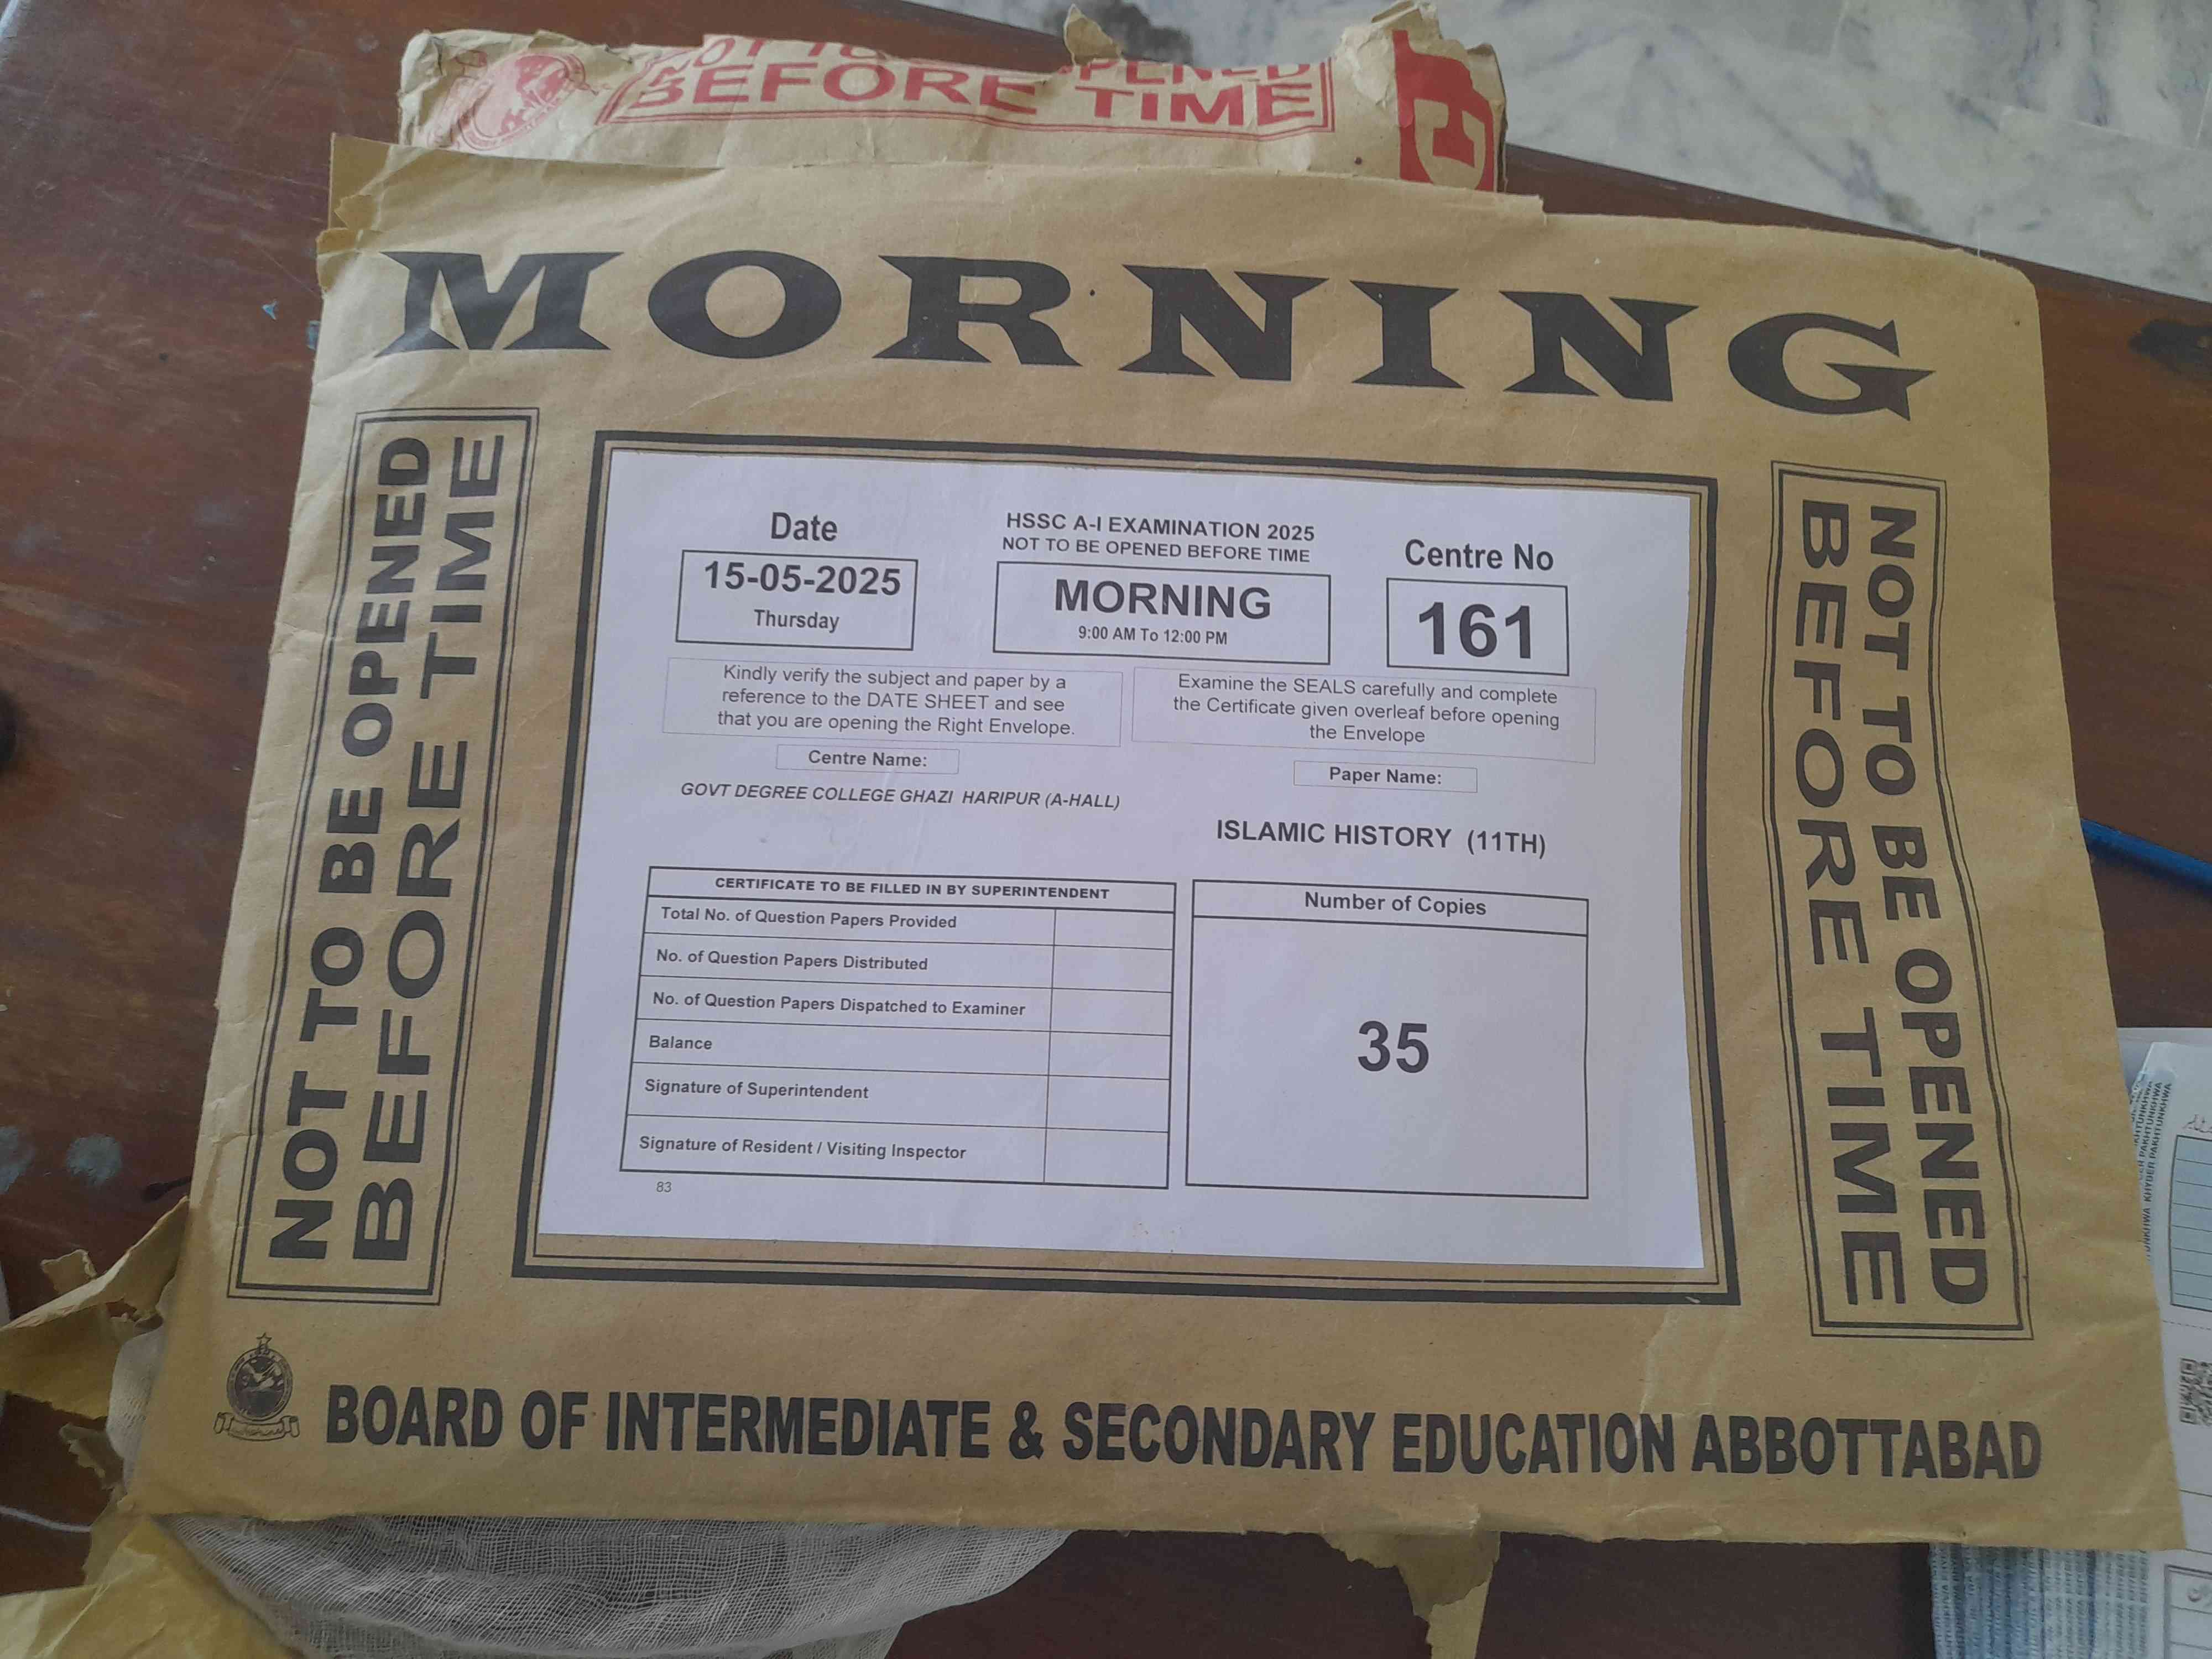 BEFORE TIME
MORNING
NOT TO BE OPENED
BEFORE TIME
Date
15-05-2025
Thursday
HSSC A-I EXAMINATION 2025
NOT TO BE OPENED BEFORE TIME
MORNING
9:00 AM To 12:00 PM
Centre No
161
Kindly verify the subject and paper by a
reference to the DATE SHEET and see
that you are opening the Right Envelope.
Examine the SEALS carefully and complete
the Certificate given overleaf before opening
the Envelope
Centre Name:
GOVT DEGREE COLLEGE GHAZI HARIPUR (A-HALL)
Paper Name:
ISLAMIC HISTORY (11TH)
CERTIFICATE TO BE FILLED IN BY SUPERINTENDENT
Total No. of Question Papers Provided
No. of Question Papers Distributed
No. of Question Papers Dispatched to Examiner
Balance
Signature of Superintendent
Signature of Resident / Visiting Inspector
83
Number of Copies
35
NOT TO BE OPENED
BEFORE TIME
BOARD OF INTERMEDIATE & SECONDARY EDUCATION ABBOTTABAD
KHYBER PAKHTUNKHWA